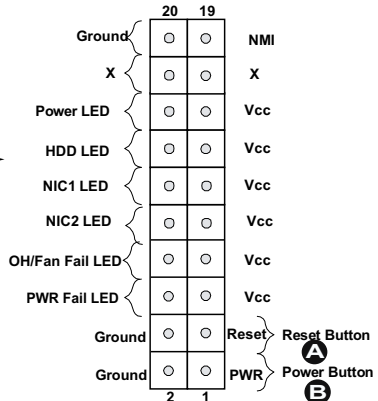 20 19
Ground NMI
X X
Power LED Vcc
HDD LED Vcc
NIC1 LED Vcc
NIC2 LED Vcc
OH/Fan Fail LED Vcc
PWR Fail LED Vcc
Ground Reset Reset Button
A
Ground PWR Power Button
B
2 1